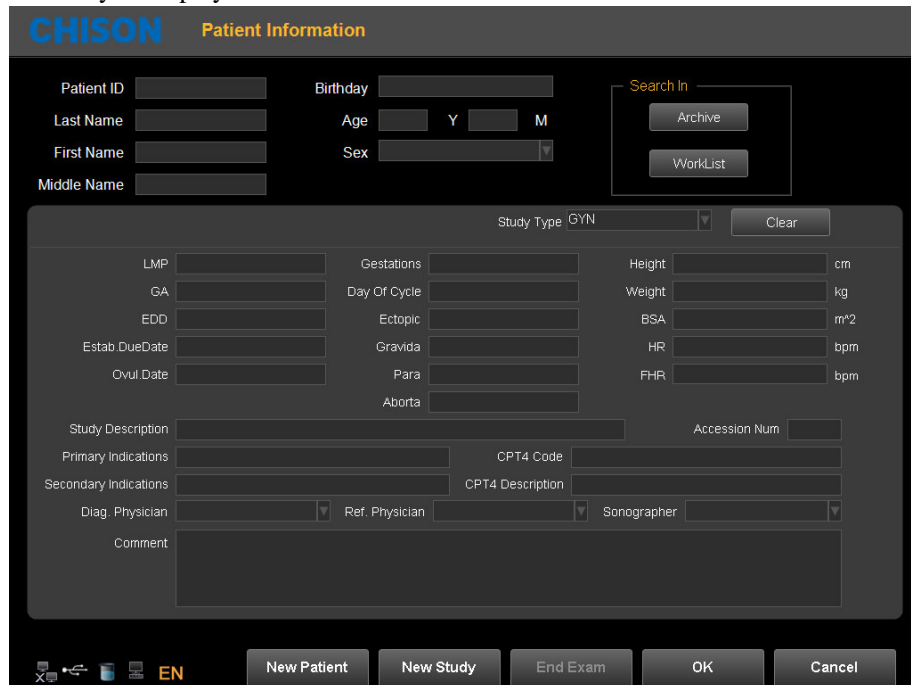 CHISON Patient Information
Patient ID Birthday Search In
Last Name Age Y M Archive
First Name Sex WorkList
Middle Name
Study Type GYN Clear
LMP Gestations Height cm
GA Day Of Cycle Weight kg
EDD Ectopic BSA m^2
Estab.DueDate Gravida HR bpm
Ovul.Date Para FHR bpm
Aborta
Study Description Accession Num
Primary Indications CPT4 Code
Secondary Indications CPT4 Description
Diag. Physician Ref. Physician Sonographer
Comment
EN New Patient New Study End Exam OK Cancel